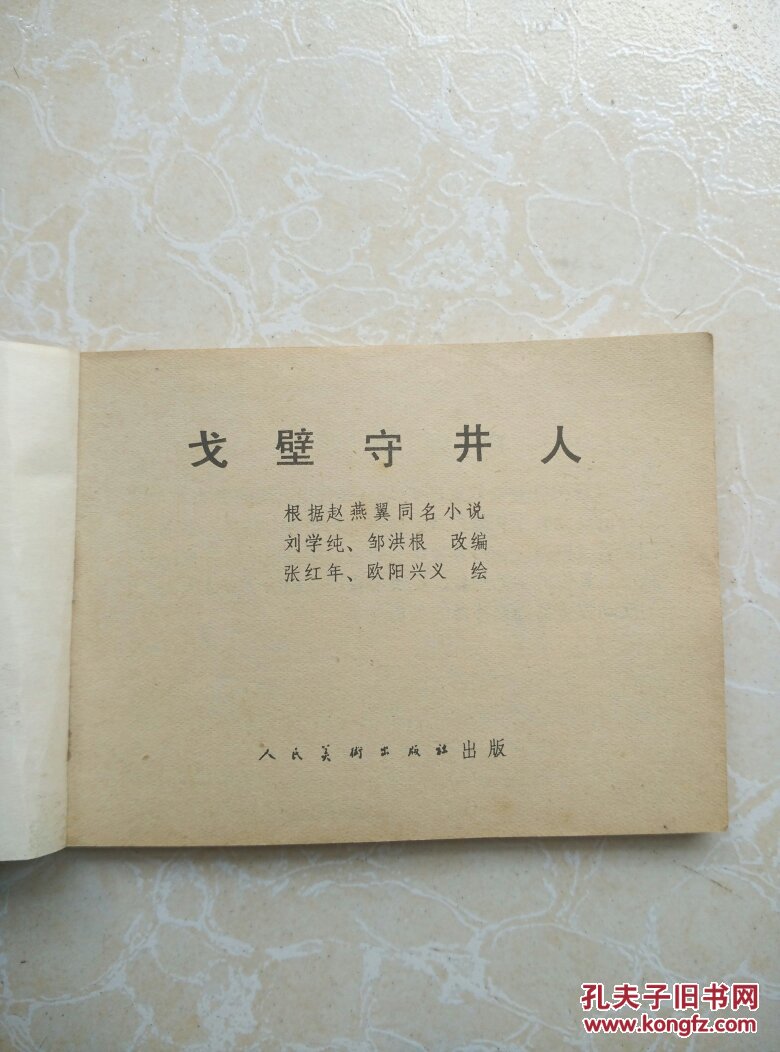 戈壁守井人
根据赵燕翼同名小说
刘学纯、邹洪根 改编
张红年、欧阳兴义 绘
人民美术出版社出版
孔夫子旧书网
www.kongfz.com